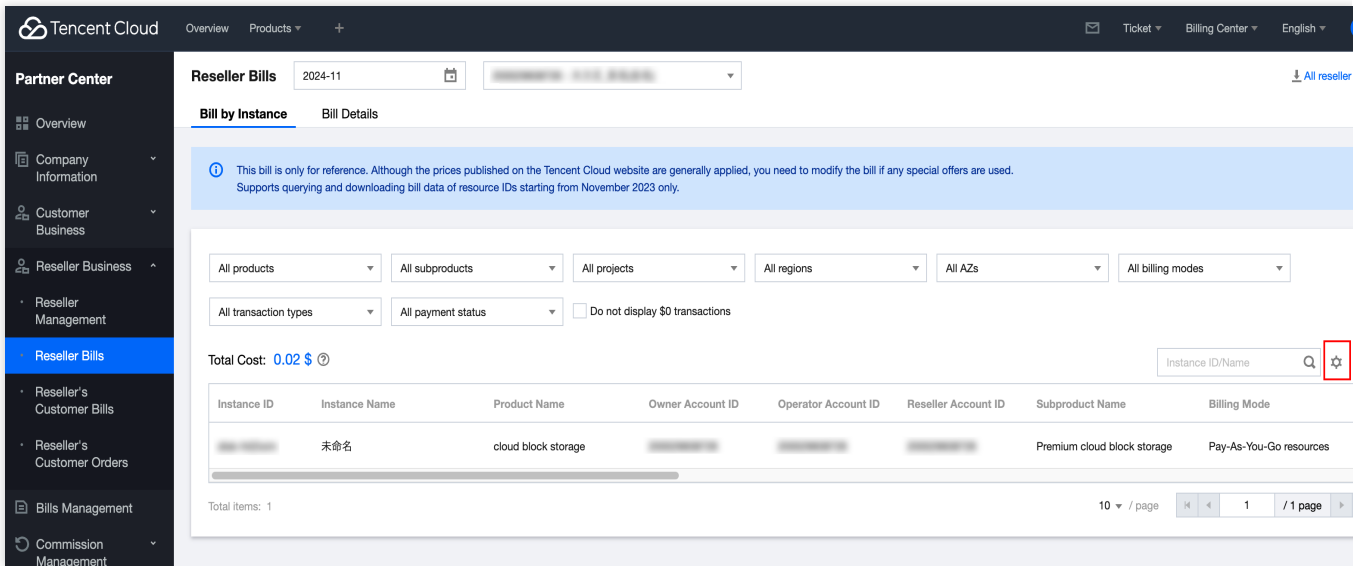 Tencent Cloud Overview Products + Ticket Billing Center English
Partner Center
Reseller Bills 2024-11 All reseller
Bill by Instance Bill Details
Overview
Company
Information
This bill is only for reference. Although the prices published on the Tencent Cloud website are generally applied, you need to modify the bill if any special offers are used.
Supports querying and downloading bill data of resource IDs starting from November 2023 only.
Customer
Business
Reseller Business
All products All subproducts All projects All regions All AZs All billing modes
Reseller
Management
All transaction types All payment status Do not display $0 transactions
Reseller Bills
Total Cost: 0.02 $ Instance ID/Name
Reseller's
Customer Bills
Instance ID Instance Name Product Name Owner Account ID Operator Account ID Reseller Account ID Subproduct Name Billing Mode
未命名 cloud block storage Premium cloud block storage Pay-As-You-Go resources
Reseller's
Customer Orders
Bills Management
Total items: 1 10 / page 1 / 1 page
Commission
Management